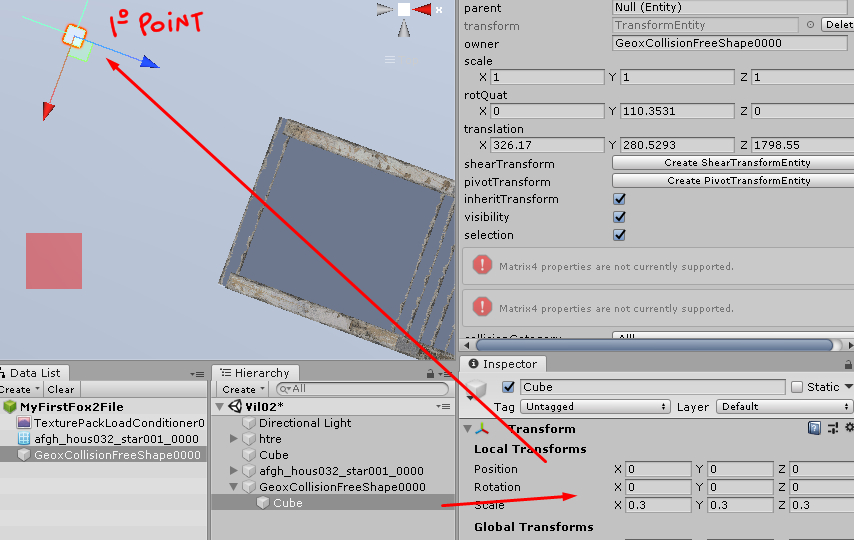 1º POINT
x
parent
Null (Entity)
transform
TransformEntity
Delet
owner
GeoxCollisionFreeShape0000
scale
X 1 Y 1 Z 1
rotQuat
X 0 Y 110.3531 Z 0
translation
X 326.17 Y 280.5293 Z 1798.55
shearTransform
Create ShearTransformEntity
pivotTransform
Create PivotTransformEntity
inheritTransform
visibility
selection
Matrix4 properties are not currently supported.
Matrix4 properties are not currently supported.
Data List
Create Clear
MyFirstFox2File
TexturePackLoadConditioner0
afgh_hous032_star001_0000
GeoxCollisionFreeShape0000
Hierarchy
Create All
Vil02*
Directional Light
htre
Cube
afgh_hous032_star001_0000
GeoxCollisionFreeShape0000
Cube
Inspector
Cube
Static
Tag Untagged Layer Default
Transform
Local Transforms
Position X 0 Y 0 Z 0
Rotation X 0 Y 0 Z 0
Scale X 0.3 Y 0.3 Z 0.3
Global Transforms